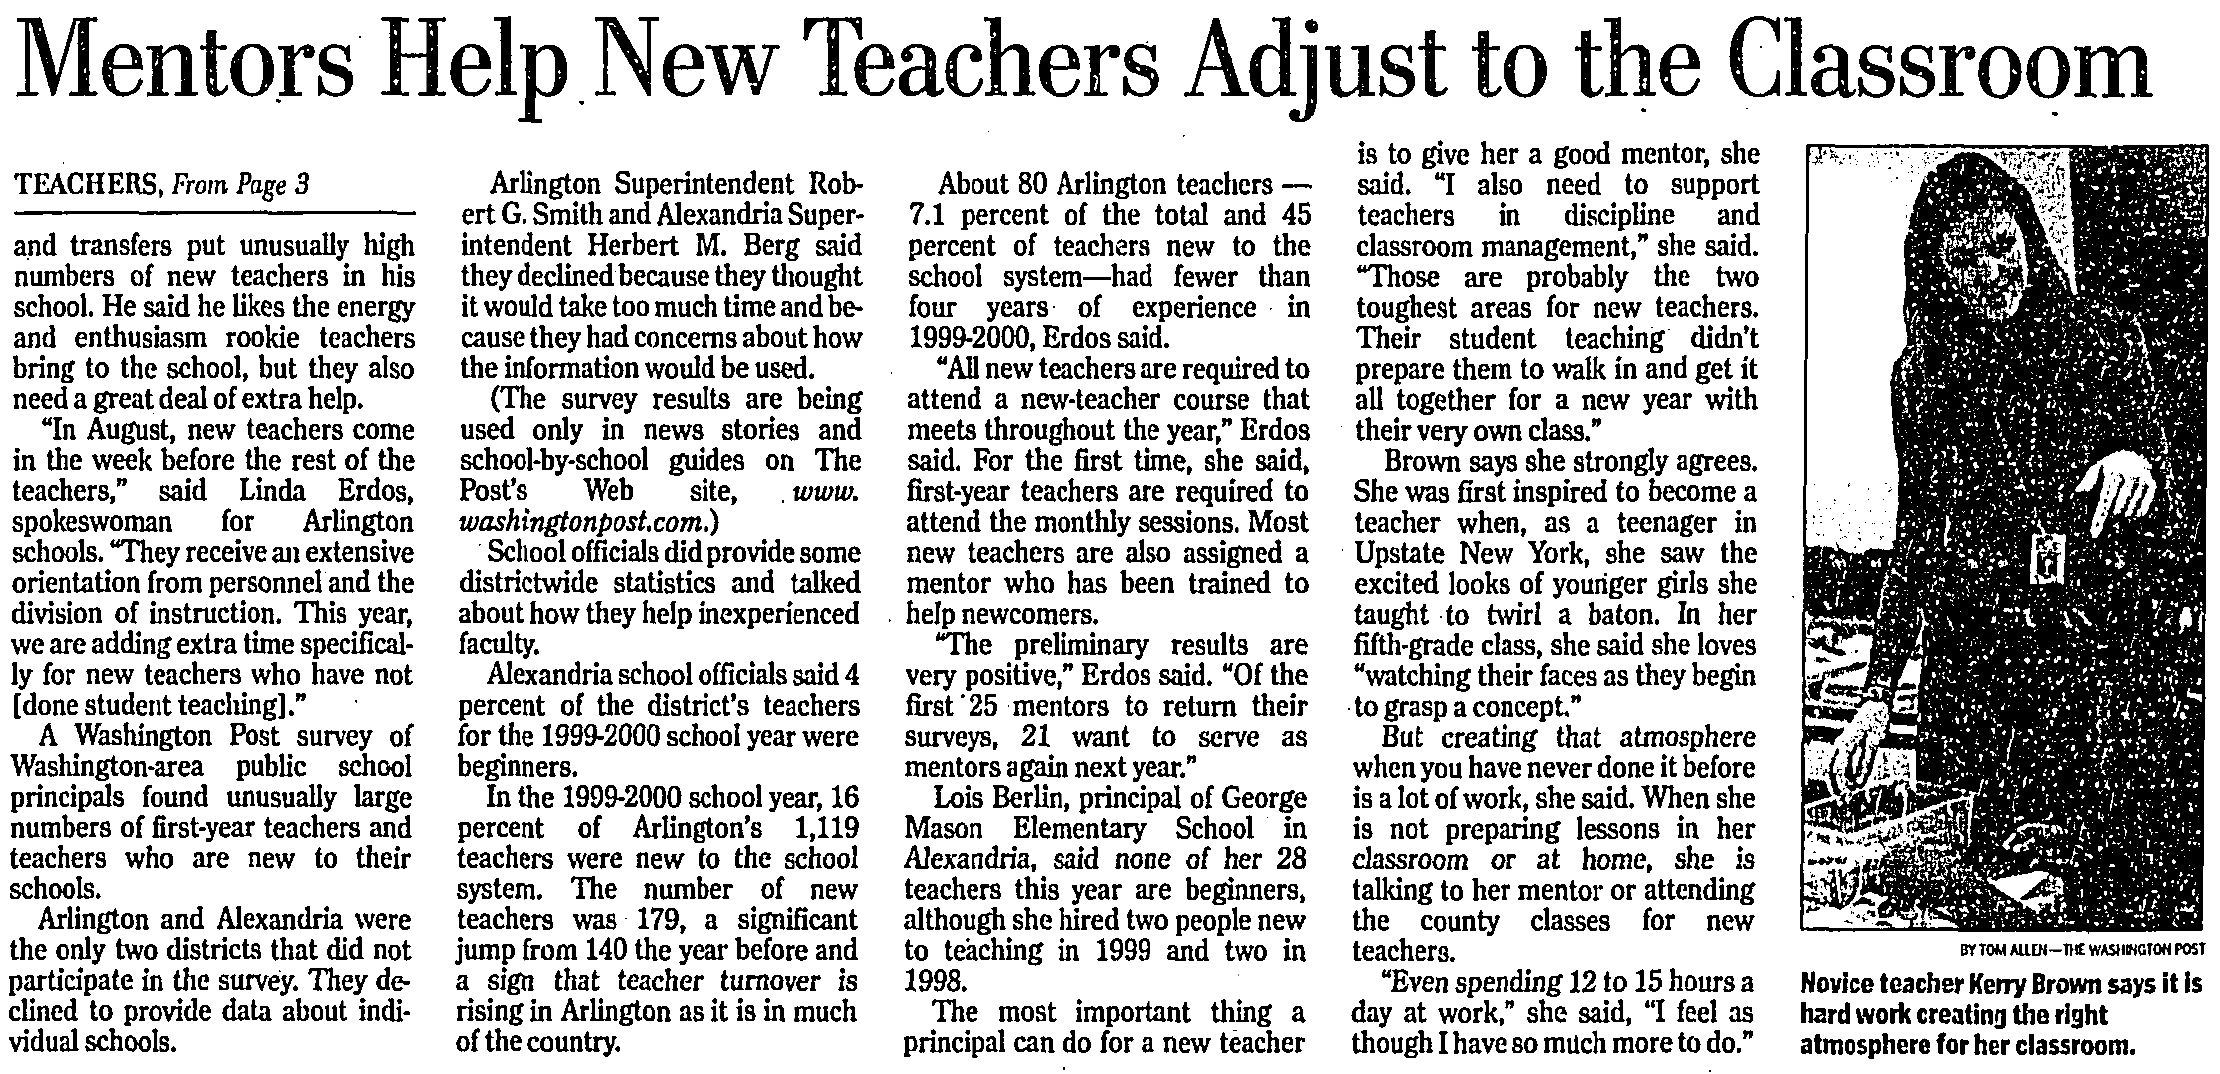 Mentors Help New Teachers Adjust to the Classroom
TEACHERS, From Page 3
and transfers put unusually high
numbers of new teachers in his
school. He said he likes the energy
and enthusiasm rookie teachers
bring to the school, but they also
need a great deal of extra help.
“In August, new teachers come
in the week before the rest of the
teachers,” said Linda Erdos,
spokeswoman for Arlington
schools. “They receive an extensive
orientation from personnel and the
division of instruction. This year,
we are adding extra time specifical-
ly for new teachers who have not
[done student teaching].”
A Washington Post survey of
Washington-area public school
principals found unusually large
numbers of first-year teachers and
teachers who are new to their
schools.
Arlington and Alexandria were
the only two districts that did not
participate in the survey. They de-
clined to provide data about indi-
vidual schools.
Arlington Superintendent Rob-
ert G. Smith and Alexandria Super-
intendent Herbert M. Berg said
they declined because they thought
it would take too much time and be-
cause they had concerns about how
the information would be used.
(The survey results are being
used only in news stories and
school-by-school guides on The
Post’s Web site, www.
washingtonpost.com.)
School officials did provide some
districtwide statistics and talked
about how they help inexperienced
faculty.
Alexandria school officials said 4
percent of the district’s teachers
for the 1999-2000 school year were
beginners.
In the 1999-2000 school year, 16
percent of Arlington’s 1,119
teachers were new to the school
system. The number of new
teachers was 179, a significant
jump from 140 the year before and
a sign that teacher turnover is
rising in Arlington as it is in much
of the country.
About 80 Arlington teachers —
7.1 percent of the total and 45
percent of teachers new to the
school system—had fewer than
four years of experience in
1999-2000, Erdos said.
“All new teachers are required to
attend a new-teacher course that
meets throughout the year,” Erdos
said. For the first time, she said,
first-year teachers are required to
attend the monthly sessions. Most
new teachers are also assigned a
mentor who has been trained to
help newcomers.
“The preliminary results are
very positive,” Erdos said. “Of the
first 25 mentors to return their
surveys, 21 want to serve as
mentors again next year.”
Lois Berlin, principal of George
Mason Elementary School in
Alexandria, said none of her 28
teachers this year are beginners,
although she hired two people new
to teaching in 1999 and two in
1998.
The most important thing a
principal can do for a new teacher
is to give her a good mentor, she
said. “I also need to support
teachers in discipline and
classroom management,” she said.
“Those are probably the two
toughest areas for new teachers.
Their student teaching didn’t
prepare them to walk in and get it
all together for a new year with
their very own class.”
Brown says she strongly agrees.
She was first inspired to become a
teacher when, as a teenager in
Upstate New York, she saw the
excited looks of younger girls she
taught to twirl a baton. In her
fifth-grade class, she said she loves
“watching their faces as they begin
to grasp a concept.”
But creating that atmosphere
when you have never done it before
is a lot of work, she said. When she
is not preparing lessons in her
classroom or at home, she is
talking to her mentor or attending
the county classes for new
teachers.
“Even spending 12 to 15 hours a
day at work,” she said, “I feel as
though I have so much more to do.”
BY TOM ALLEN—THE WASHINGTON POST
Novice teacher Kerry Brown says it is
hard work creating the right
atmosphere for her classroom.